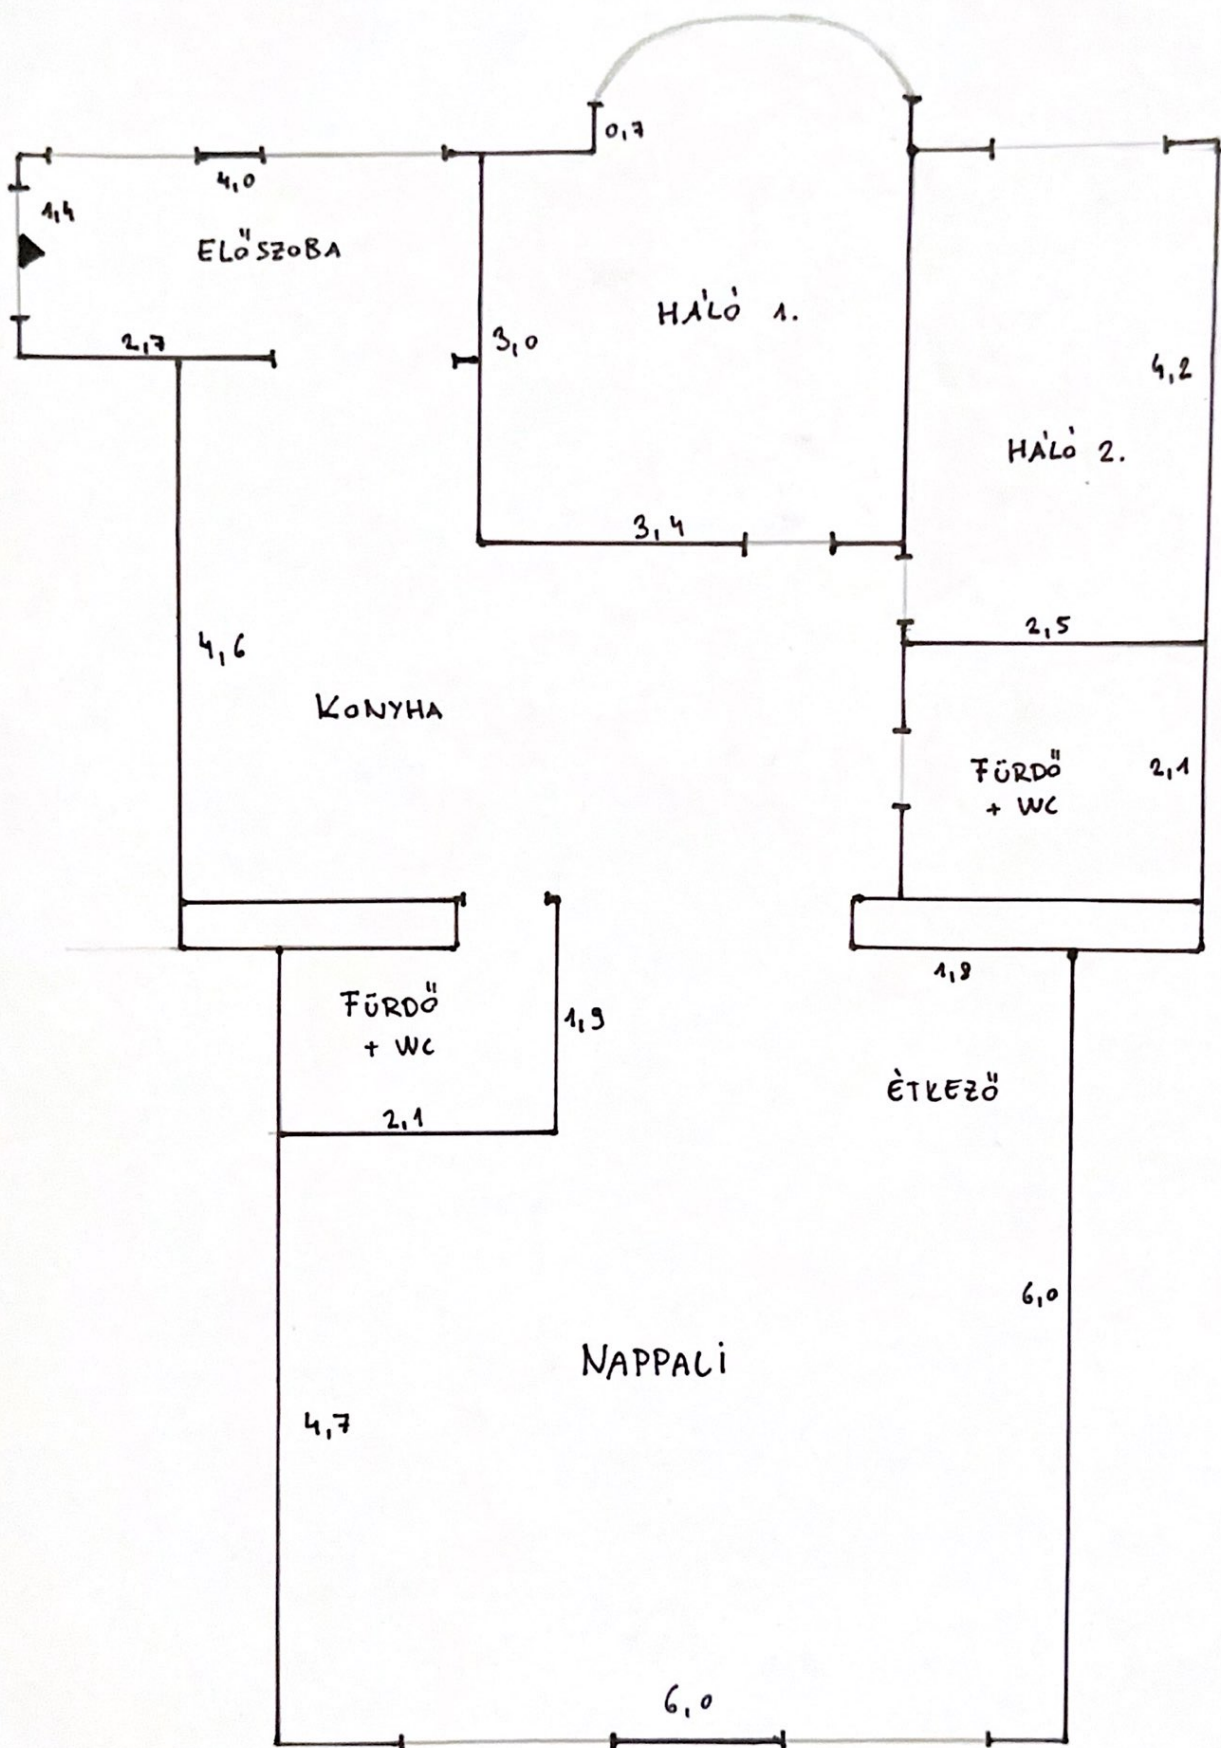 0,7
4,0
1,4
ELŐSZOBA
HÁLÓ 1.
2,7
3,0
4,2
HÁLÓ 2.
3,4
2,5
4,6
KONYHA
FÜRDŐ
+ WC
2,1
1,8
FÜRDŐ
+ WC
1,9
ÉTKEZŐ
2,1
6,0
NAPPALI
4,7
6,0